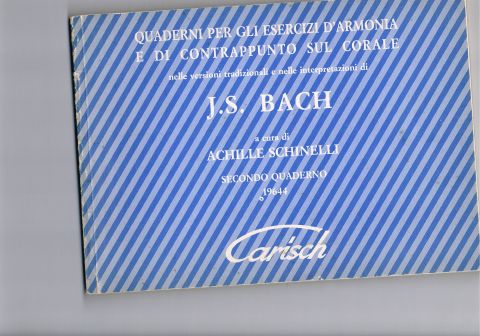 QUADERNI PER GLI ESERCIZI D'ARMONIA
E DI CONTRAPPUNTO SUL CORALE
nelle versioni tradizionali e nelle interpretazioni di
J.S. BACH
a cura di
ACHILLE SCHINELLI
SECONDO QUADERNO
19644
Carisch